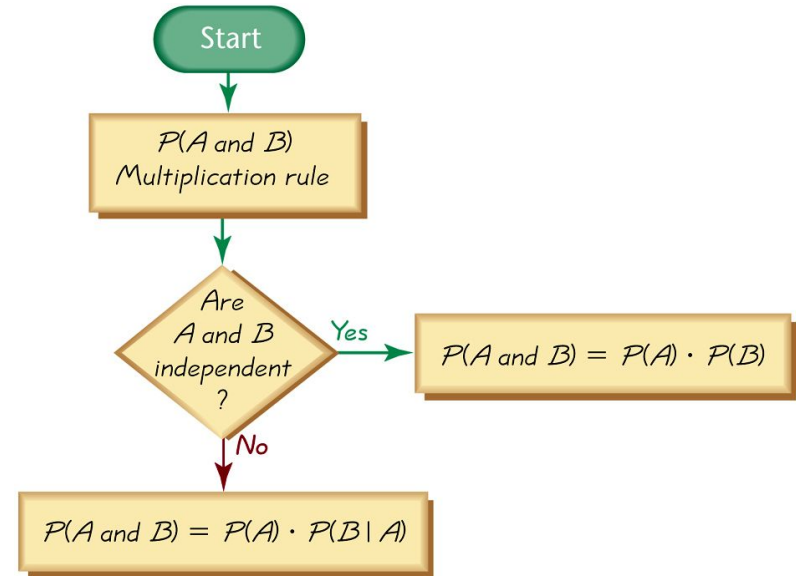 Start
P(A and B)
Multiplication rule
Are
A and B
independent
?
Yes
P(A and B) = P(A) · P(B)
No
P(A and B) = P(A) · P(B | A)